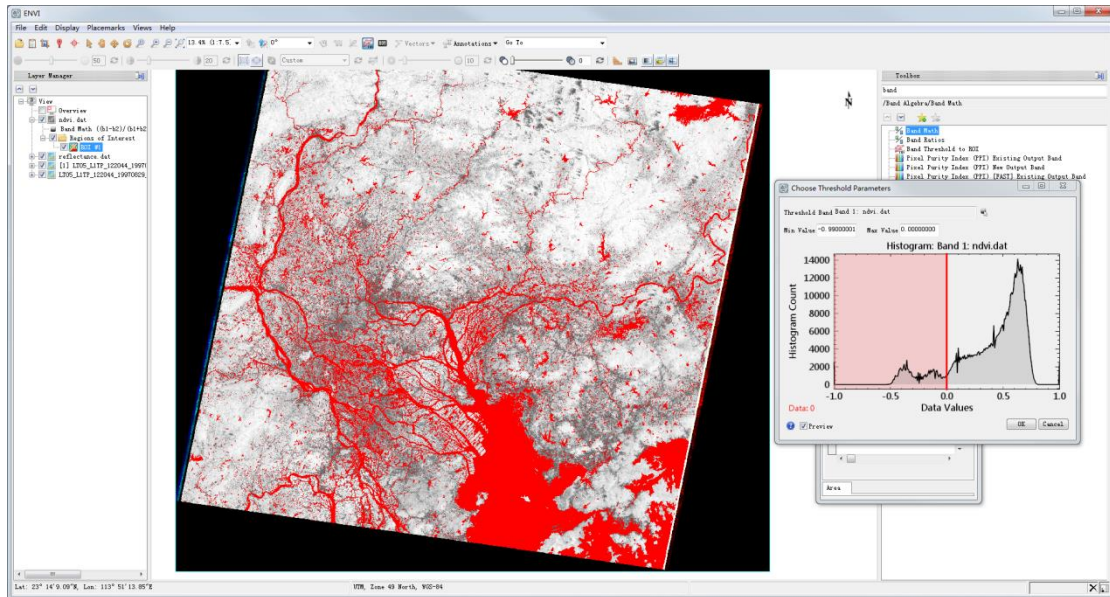 ENVI
File Edit Display Placemarks Views Help
13.4% (1:7.5. 0° Vectors Annotations Go To
50 20 Custom 10 0
Layer Manager
View
Overview
ndvi.dat
Band Math ((b1-b2)/(b1+b2
Regions of Interest
ROI #1
reflectance.dat
[1] LT05_L1TP_122044_1997(
LT05_L1TP_122044_19970829_
N
Toolbox
band
/Band Algebra/Band Math
Band Math
Band Ratios
Band Threshold to ROI
Pixel Purity Index (PPI) Existing Output Band
Pixel Purity Index (PPI) New Output Band
Pixel Purity Index (PPI) [FAST] Existing Output Band
Choose Threshold Parameters
Threshold Band Band 1: ndvi.dat
Min Value -0.99000001 Max Value 0.00000000
Histogram: Band 1: ndvi.dat
14000
12000
10000
8000
6000
4000
2000
0
Histogram Count
-1.0 -0.5 0.0 0.5 1.0
Data: 0
Data Values
Preview
OK Cancel
Area
Lat: 23° 14' 9.09"N, Lon: 113° 51' 13.85"E UTM, Zone 49 North, WGS-84